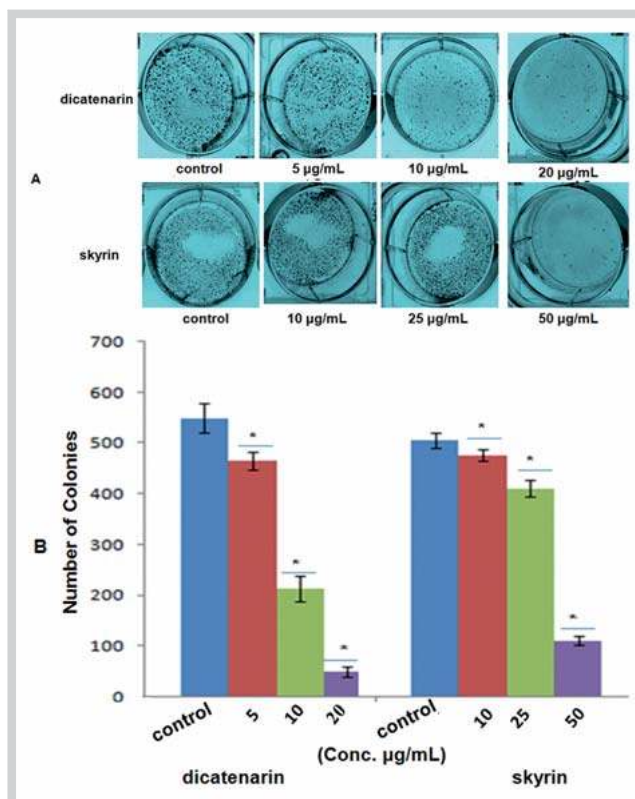 dicatenarin
control 5 µg/mL 10 µg/mL 20 µg/mL
A
skyrin
control 10 µg/mL 25 µg/mL 50 µg/mL
B
Number of Colonies
700
600
500
400
300
200
100
0
* * * * * *
control 5 10 20 control 10 25 50
(Conc. µg/mL)
dicatenarin skyrin